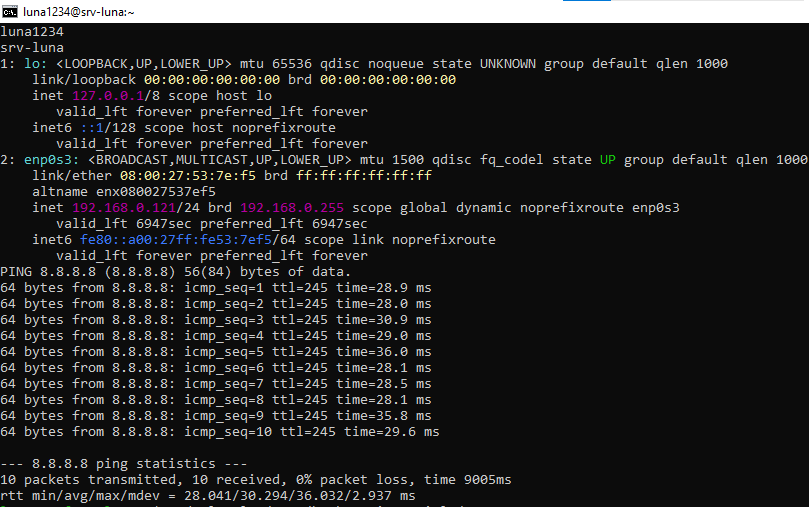 luna1234@srv-luna:~
luna1234
srv-luna
1: lo: <LOOPBACK,UP,LOWER_UP> mtu 65536 qdisc noqueue state UNKNOWN group default qlen 1000
    link/loopback 00:00:00:00:00:00 brd 00:00:00:00:00:00
    inet 127.0.0.1/8 scope host lo
       valid_lft forever preferred_lft forever
    inet6 ::1/128 scope host noprefixroute
       valid_lft forever preferred_lft forever
2: enp0s3: <BROADCAST,MULTICAST,UP,LOWER_UP> mtu 1500 qdisc fq_codel state UP group default qlen 1000
    link/ether 08:00:27:53:7e:f5 brd ff:ff:ff:ff:ff:ff
    altname enx080027537ef5
    inet 192.168.0.121/24 brd 192.168.0.255 scope global dynamic noprefixroute enp0s3
       valid_lft 6947sec preferred_lft 6947sec
    inet6 fe80::a00:27ff:fe53:7ef5/64 scope link noprefixroute
       valid_lft forever preferred_lft forever
PING 8.8.8.8 (8.8.8.8) 56(84) bytes of data.
64 bytes from 8.8.8.8: icmp_seq=1 ttl=245 time=28.9 ms
64 bytes from 8.8.8.8: icmp_seq=2 ttl=245 time=28.0 ms
64 bytes from 8.8.8.8: icmp_seq=3 ttl=245 time=30.9 ms
64 bytes from 8.8.8.8: icmp_seq=4 ttl=245 time=29.0 ms
64 bytes from 8.8.8.8: icmp_seq=5 ttl=245 time=36.0 ms
64 bytes from 8.8.8.8: icmp_seq=6 ttl=245 time=28.1 ms
64 bytes from 8.8.8.8: icmp_seq=7 ttl=245 time=28.5 ms
64 bytes from 8.8.8.8: icmp_seq=8 ttl=245 time=28.1 ms
64 bytes from 8.8.8.8: icmp_seq=9 ttl=245 time=35.8 ms
64 bytes from 8.8.8.8: icmp_seq=10 ttl=245 time=29.6 ms

--- 8.8.8.8 ping statistics ---
10 packets transmitted, 10 received, 0% packet loss, time 9005ms
rtt min/avg/max/mdev = 28.041/30.294/36.032/2.937 ms